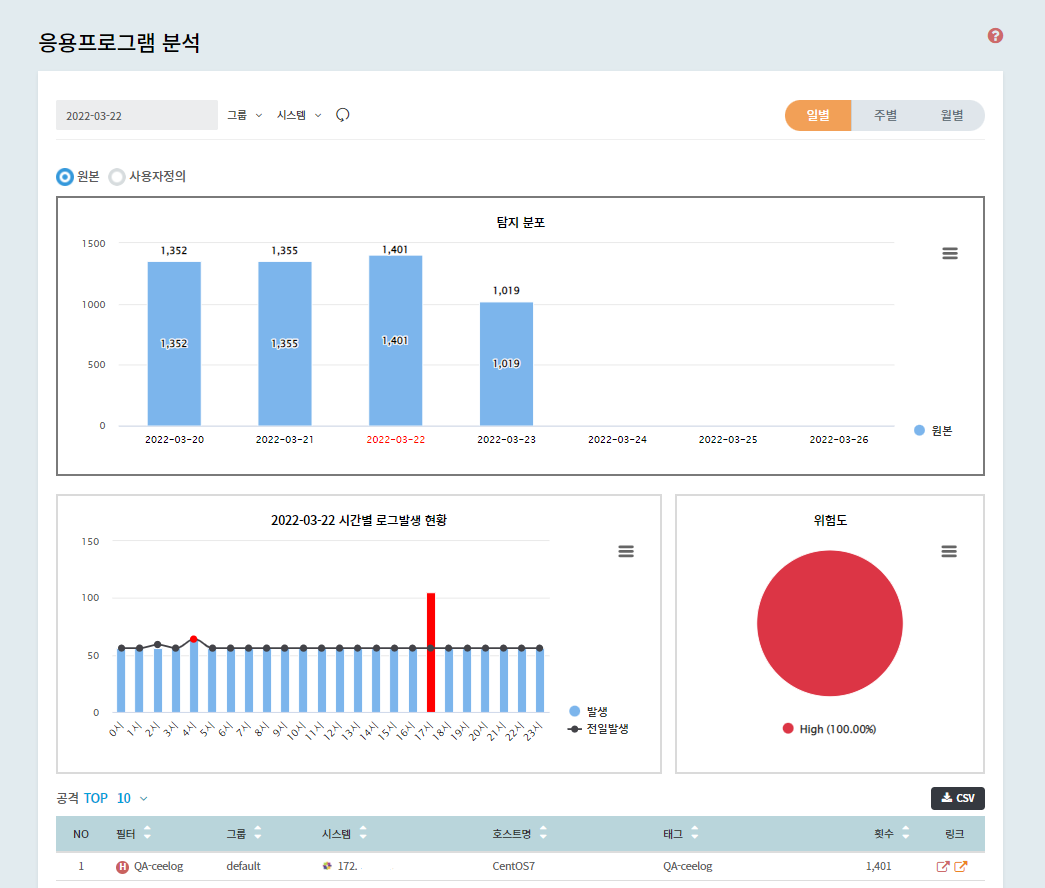 응용프로그램 분석
?
2022-03-22 그룹 시스템 일별 주별 월별
원본 사용자정의
탐지 분포
1500
1000
500
0
1,352 1,355 1,401 1,019
1,352 1,355 1,401 1,019
2022-03-20 2022-03-21 2022-03-22 2022-03-23 2022-03-24 2022-03-25 2022-03-26
원본
2022-03-22 시간별 로그발생 현황
150
100
50
0
0시 1시 2시 3시 4시 5시 6시 7시 8시 9시 10시 11시 12시 13시 14시 15시 16시 17시 18시 19시 20시 21시 22시 23시
발생
전일발생
위험도
High (100.00%)
공격 TOP 10 CSV
NO 필터 그룹 시스템 호스트명 태그 횟수 링크
1 H QA-ceelog default 172. CentOS7 QA-ceelog 1,401